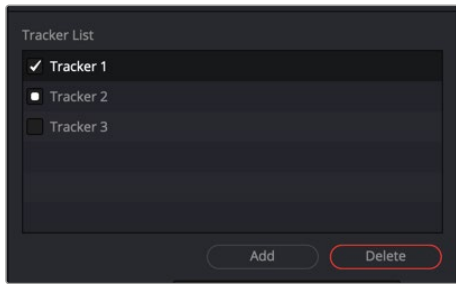 Tracker List
Tracker 1
Tracker 2
Tracker 3
Add Delete